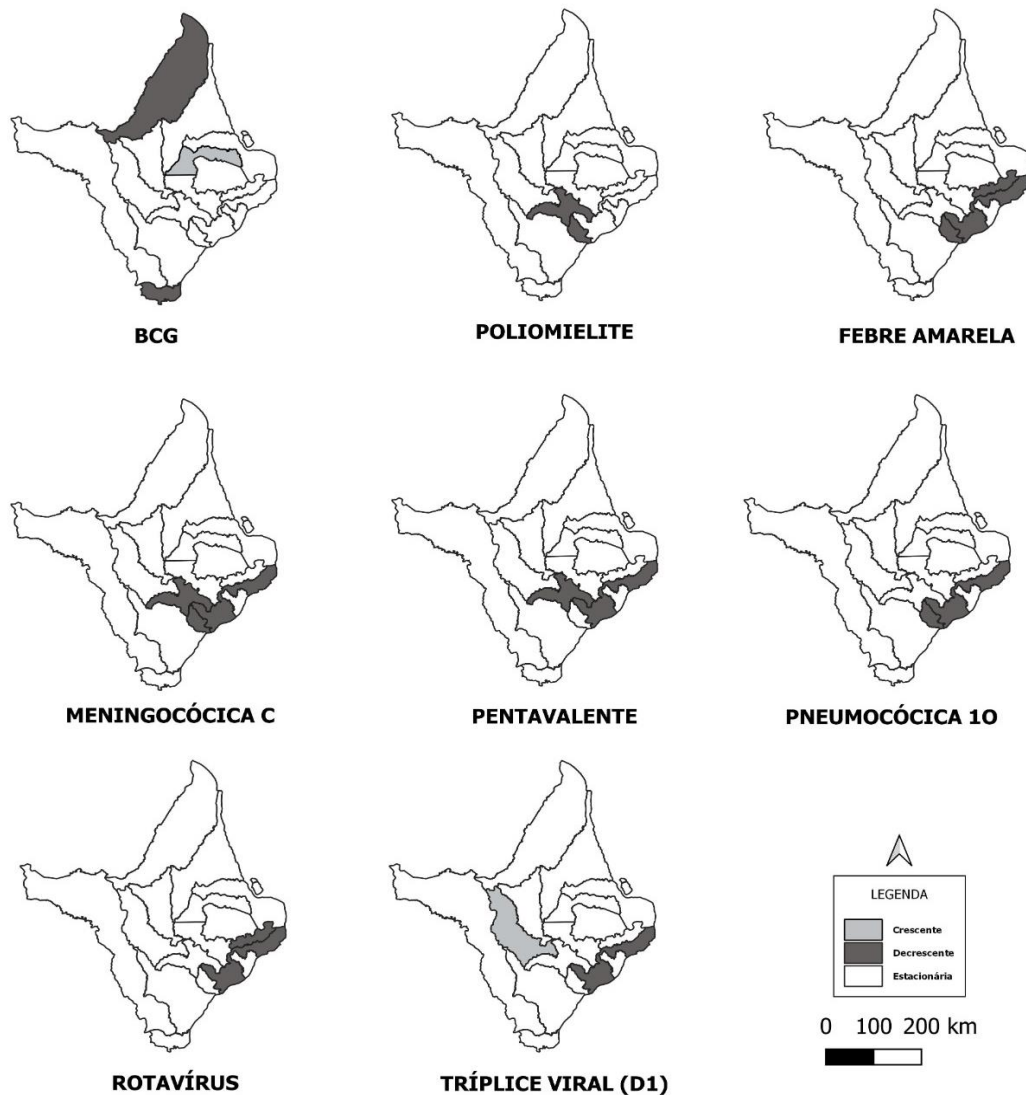 BCG
POLIOMIELITE
FEBRE AMARELA
MENINGOCÓCICA C
PENTAVALENTE
PNEUMOCÓCICA 1O
ROTAVÍRUS
TRÍPLICE VIRAL (D1)
LEGENDA
Crescente
Decrescente
Estacionária
0 100 200 km